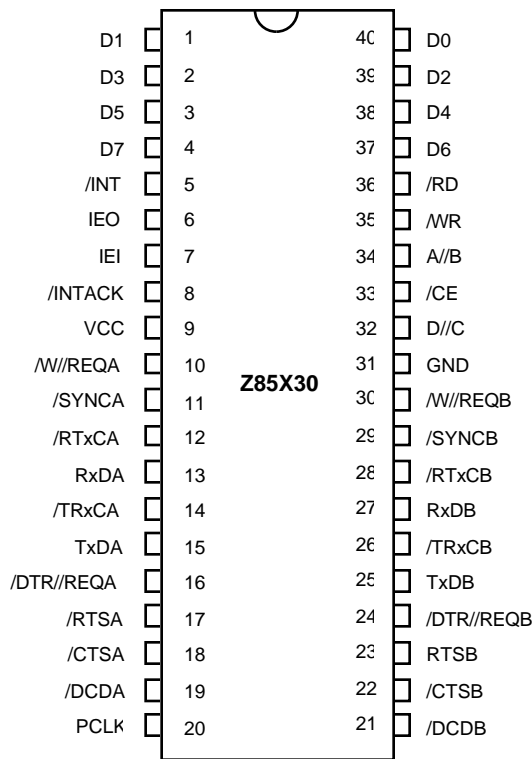 D1 1 40 D0
D3 2 39 D2
D5 3 38 D4
D7 4 37 D6
/INT 5 36 /RD
IEO 6 35 /WR
IEI 7 34 A//B
/INTACK 8 33 /CE
VCC 9 32 D//C
/W//REQA 10 31 GND
Z85X30
/SYNCA 11 30 /W//REQB
/RTxCA 12 29 /SYNCB
RxDA 13 28 /RTxCB
/TRxCA 14 27 RxDB
TxDA 15 26 /TRxCB
/DTR//REQA 16 25 TxDB
/RTSA 17 24 /DTR//REQB
/CTSA 18 23 RTSB
/DCDA 19 22 /CTSB
PCLK 20 21 /DCDB